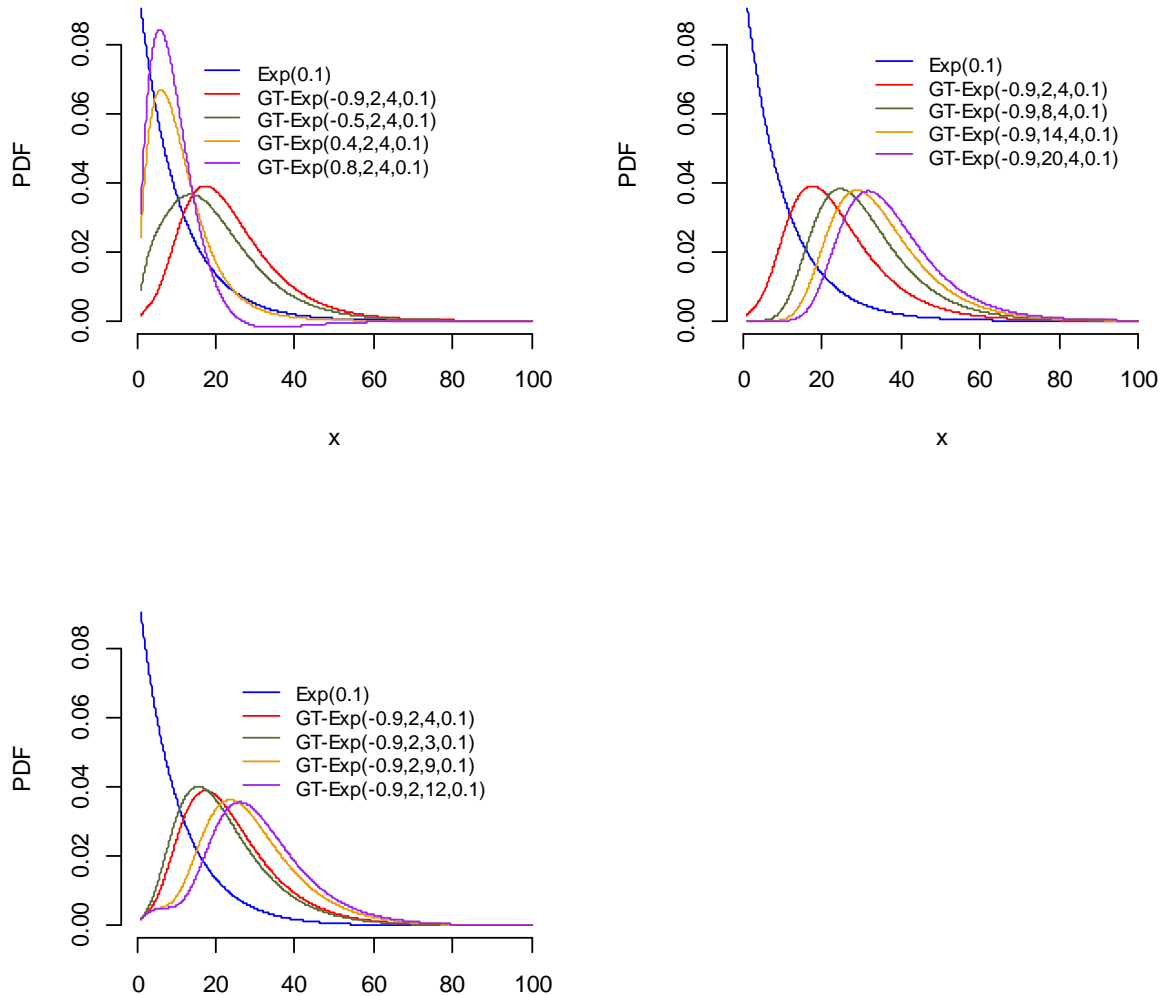 PDF
0.00 0.02 0.04 0.06 0.08
Exp(0.1)
GT-Exp(-0.9,2,4,0.1)
GT-Exp(-0.5,2,4,0.1)
GT-Exp(0.4,2,4,0.1)
GT-Exp(0.8,2,4,0.1)
0 20 40 60 80 100
x
PDF
0.00 0.02 0.04 0.06 0.08
Exp(0.1)
GT-Exp(-0.9,2,4,0.1)
GT-Exp(-0.9,8,4,0.1)
GT-Exp(-0.9,14,4,0.1)
GT-Exp(-0.9,20,4,0.1)
0 20 40 60 80 100
x
PDF
0.00 0.02 0.04 0.06 0.08
Exp(0.1)
GT-Exp(-0.9,2,4,0.1)
GT-Exp(-0.9,2,3,0.1)
GT-Exp(-0.9,2,9,0.1)
GT-Exp(-0.9,2,12,0.1)
0 20 40 60 80 100